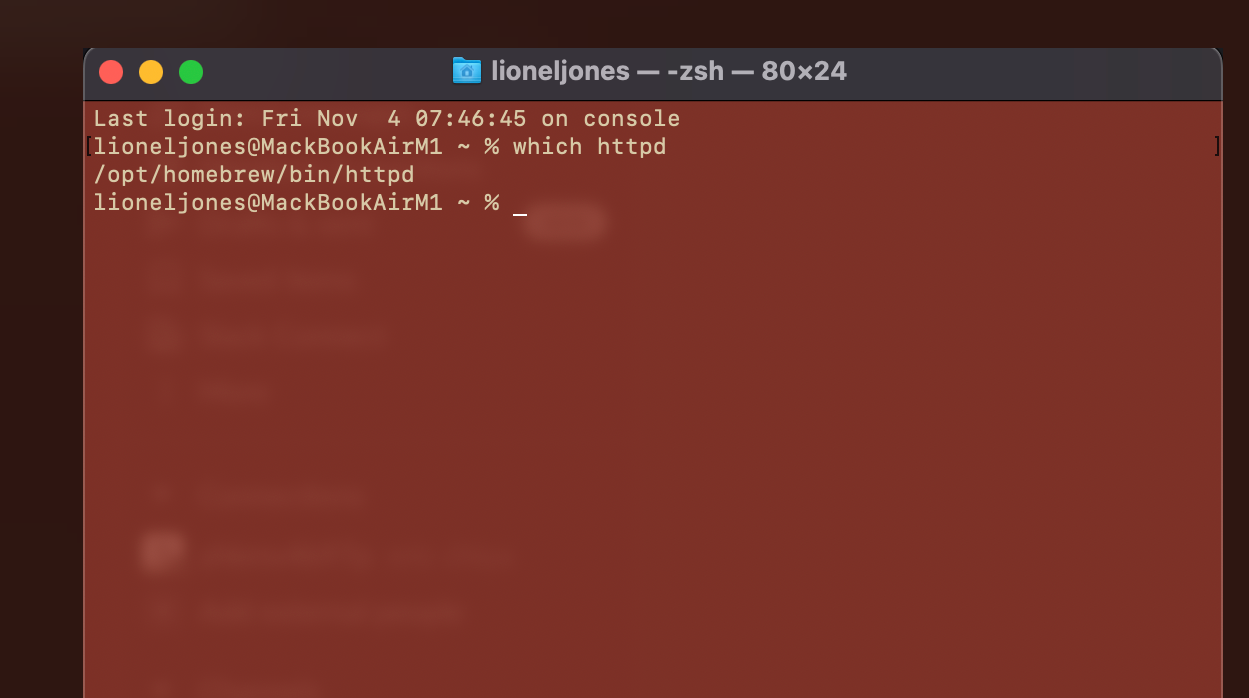 lioneljones — -zsh — 80×24
Last login: Fri Nov  4 07:46:45 on console
[lioneljones@MackBookAirM1 ~ % which httpd ]
/opt/homebrew/bin/httpd
lioneljones@MackBookAirM1 ~ % _